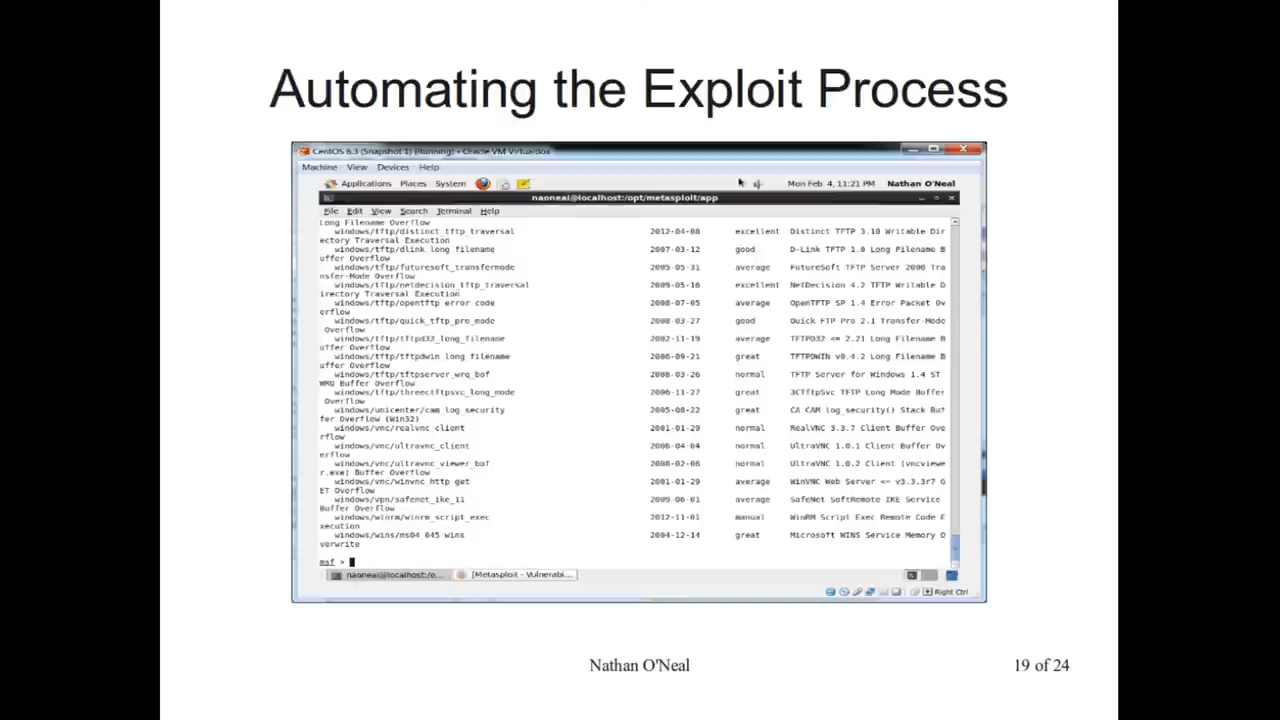 Automating the Exploit Process
CentOS 6.3 (Snapshot 1) [Running] - Oracle VM VirtualBox
Machine View Devices Help
Applications Places System Mon Feb 4, 11:21 PM Nathan O'Neal
naoneal@localhost:/opt/metasploit/app
File Edit View Search Terminal Help
Long Filename Overflow
windows/tftp/distinct_tftp_traversal 2012-04-08 excellent Distinct TFTP 3.10 Writable Dir
ectory Traversal Execution
windows/tftp/dlink_long_filename 2007-03-12 good D-Link TFTP 1.0 Long Filename B
uffer Overflow
windows/tftp/futuresoft_transfermode 2005-05-31 average FutureSoft TFTP Server 2000 Tra
nsfer-Mode Overflow
windows/tftp/netdecision_tftp_traversal 2009-05-16 excellent NetDecision 4.2 TFTP Writable D
irectory Traversal Execution
windows/tftp/opentftp_error_code 2008-07-05 average OpenTFTP SP 1.4 Error Packet Ov
erflow
windows/tftp/quick_tftp_pro_mode 2008-03-27 good Quick FTP Pro 2.1 Transfer-Mode
Overflow
windows/tftp/tftpd32_long_filename 2002-11-19 average TFTPD32 <= 2.21 Long Filename B
uffer Overflow
windows/tftp/tftpdwin_long_filename 2006-09-21 great TFTPDWIN v0.4.2 Long Filename B
uffer Overflow
windows/tftp/tftpserver_wrq_bof 2008-03-26 normal TFTP Server for Windows 1.4 ST
WRQ Buffer Overflow
windows/tftp/threectftpsvc_long_mode 2006-11-27 great 3CTftpSvc TFTP Long Mode Buffer
Overflow
windows/unicenter/cam_log_security 2005-08-22 great CA CAM log_security() Stack Buf
fer Overflow (Win32)
windows/vnc/realvnc_client 2001-01-29 normal RealVNC 3.3.7 Client Buffer Ove
rflow
windows/vnc/ultravnc_client 2006-04-04 normal UltraVNC 1.0.1 Client Buffer Ov
erflow
windows/vnc/ultravnc_viewer_bof 2008-02-06 normal UltraVNC 1.0.2 Client (vncviewe
r.exe) Buffer Overflow
windows/vnc/winvnc_http_get 2001-01-29 average WinVNC Web Server <= v3.3.3r7 G
ET Overflow
windows/vpn/safenet_ike_11 2009-06-01 average SafeNet SoftRemote IKE Service
Buffer Overflow
windows/winrm/winrm_script_exec 2012-11-01 manual WinRM Script Exec Remote Code E
xecution
windows/wins/ms04_045_wins 2004-12-14 great Microsoft WINS Service Memory O
verwrite
msf >
naoneal@localhost:/o... [Metasploit - Vulnerabi...
Right Ctrl
Nathan O'Neal 19 of 24